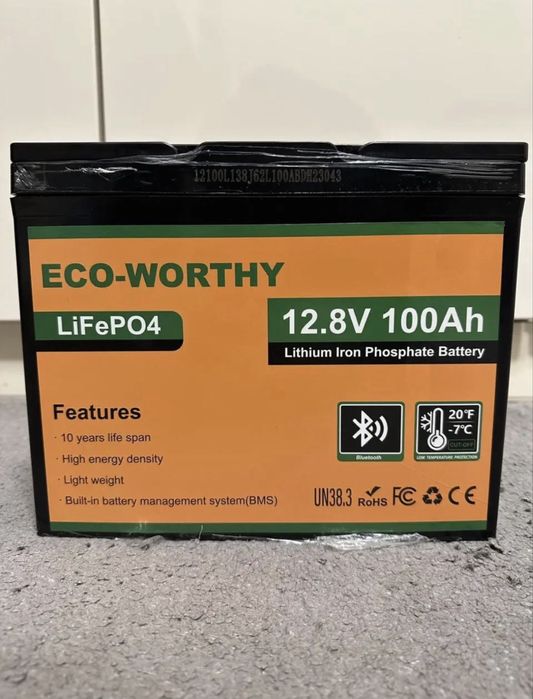 12100L138J62L100ABDH23043
ECO-WORTHY
LiFePO4
12.8V 100Ah
Lithium Iron Phosphate Battery
Features
· 10 years life span
· High energy density
· Light weight
· Built-in battery management system(BMS)
Bluetooth
20°F
-7°C
CUT-OFF
LOW TEMPERATURE PROTECTION
UN38.3 RoHS FC CE